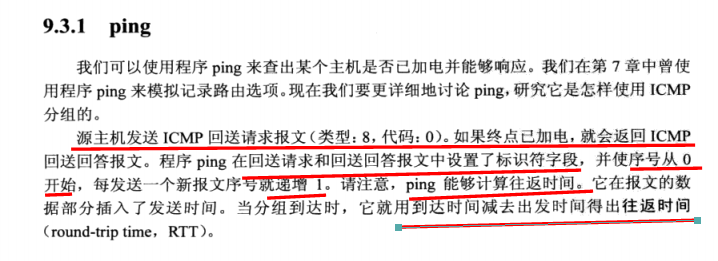 9.3.1 ping
我们可以使用程序 ping 来查出某个主机是否已加电并能够响应。我们在第 7 章中曾使
用程序 ping 来模拟记录路由选项。现在我们要更详细地讨论 ping，研究它是怎样使用 ICMP
分组的。
源主机发送 ICMP 回送请求报文（类型：8，代码：0）。如果终点已加电，就会返回 ICMP
回送回答报文。程序 ping 在回送请求和回送回答报文中设置了标识符字段，并使序号从 0
开始，每发送一个新报文序号就递增 1。请注意，ping 能够计算往返时间。它在报文的数
据部分插入了发送时间。当分组到达时，它就用到达时间减去出发时间得出往返时间
(round-trip time，RTT)。